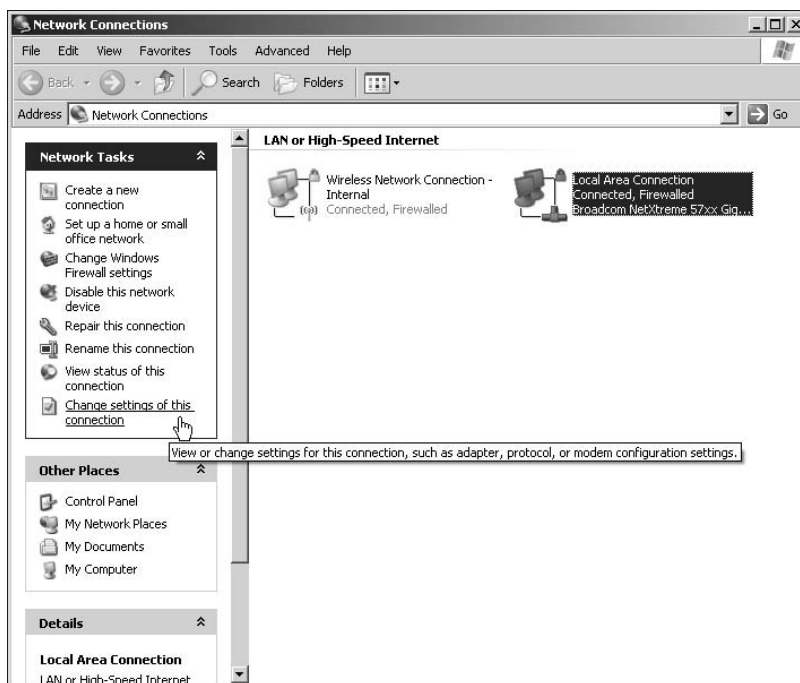 Network Connections
File Edit View Favorites Tools Advanced Help
Back Search Folders
Address Network Connections Go
Network Tasks
Create a new
connection
Set up a home or small
office network
Change Windows
Firewall settings
Disable this network
device
Repair this connection
Rename this connection
View status of this
connection
Change settings of this
connection
Other Places
Control Panel
My Network Places
My Documents
My Computer
Details
Local Area Connection
LAN or High-Speed Internet
LAN or High-Speed Internet
Wireless Network Connection -
Internal
Connected, Firewalled
Local Area Connection
Connected, Firewalled
Broadcom NetXtreme 57xx Gig...
View or change settings for this connection, such as adapter, protocol, or modem configuration settings.